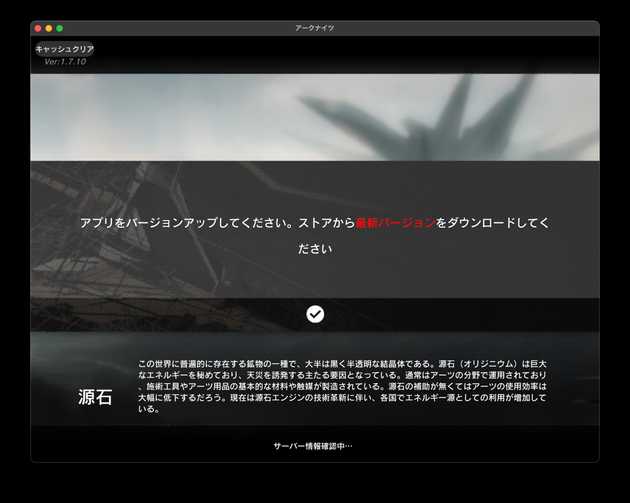 アークナイツ
キャッシュクリア
Ver:1.7.10
アプリをバージョンアップしてください。ストアから最新バージョンをダウンロードしてく
ださい
この世界に普遍的に存在する鉱物の一種で、大半は黒く半透明な結晶体である。源石（オリジニウム）は巨大
なエネルギーを秘めており、天災を誘発する主たる要因となっている。通常はアーツの分野で運用されており
、施術工具やアーツ用品の基本的な材料や触媒が製造されている。源石の補助が無くてはアーツの使用効率は
大幅に低下するだろう。現在は源石エンジンの技術革新に伴い、各国でエネルギー源としての利用が増加して
いる。
源石
サーバー情報確認中…